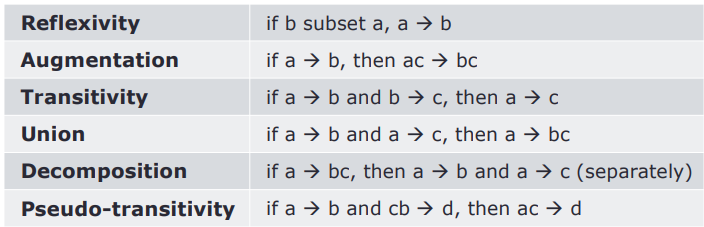 Reflexivity if b subset a, a → b
Augmentation if a → b, then ac → bc
Transitivity if a → b and b → c, then a → c
Union if a → b and a → c, then a → bc
Decomposition if a → bc, then a → b and a → c (separately)
Pseudo-transitivity if a → b and cb → d, then ac → d